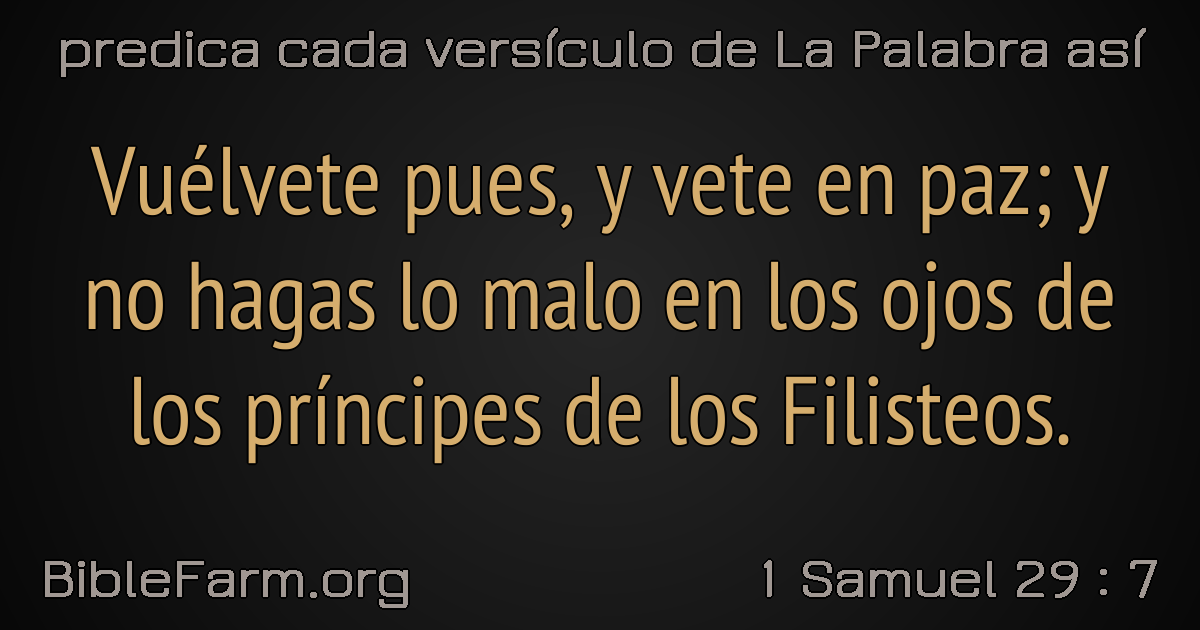 predica cada versículo de La Palabra así
Vuélvete pues, y vete en paz; y
no hagas lo malo en los ojos de
los príncipes de los Filisteos.
BibleFarm.org
1 Samuel 29 : 7